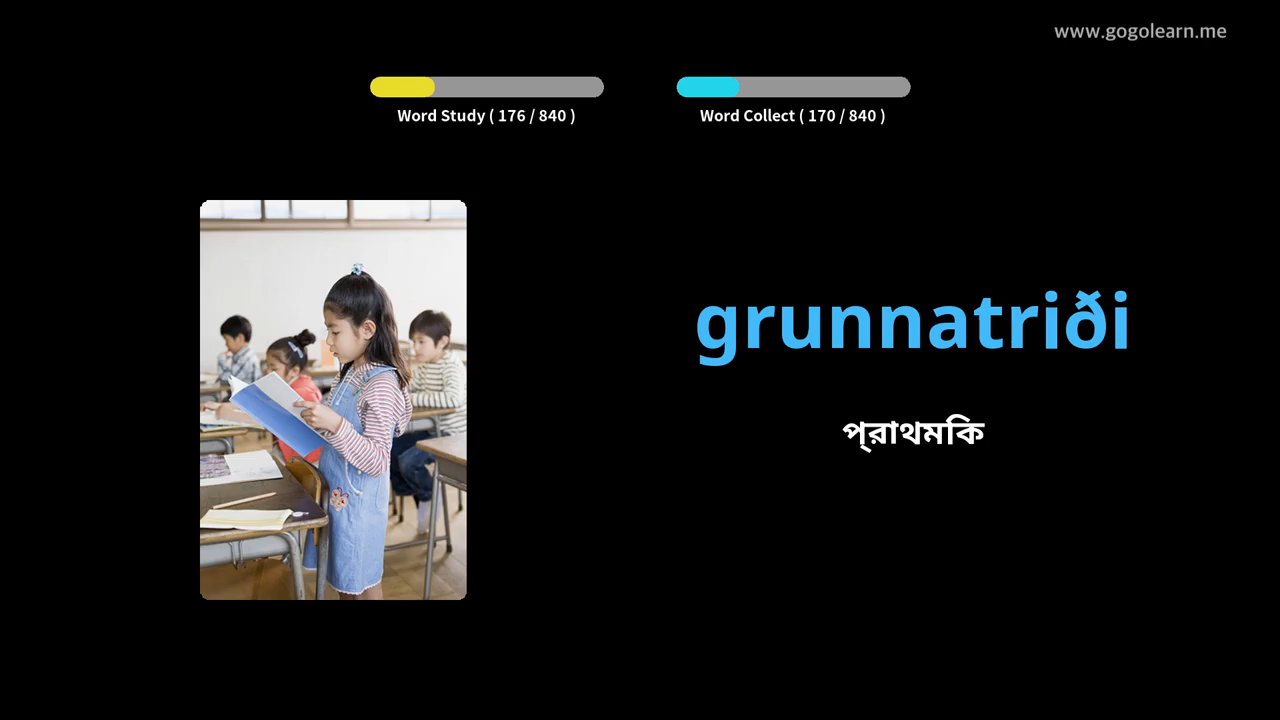 www.gogolearn.me
Word Study ( 176 / 840 )
Word Collect ( 170 / 840 )
grunnatriði
প্রাথমিক